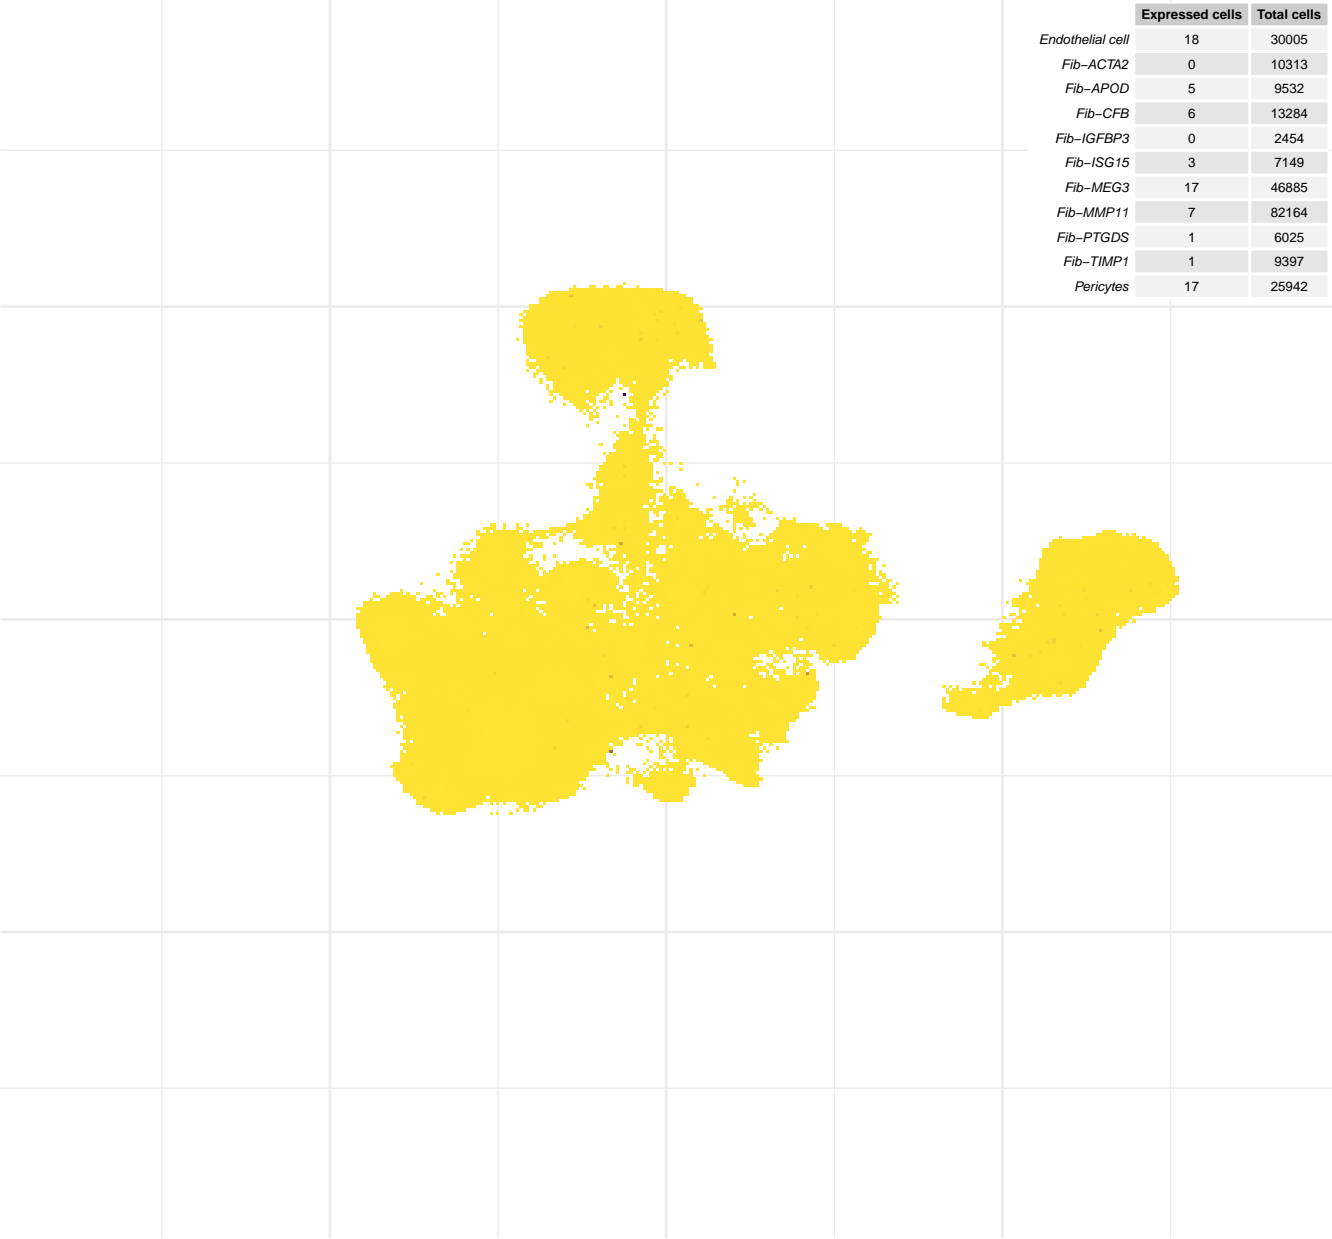 Expressed cells Total cells
Endothelial cell 18 30005
Fib−ACTA2 0 10313
Fib−APOD 5 9532
Fib−CFB 6 13284
Fib−IGFBP3 0 2454
Fib−ISG15 3 7149
Fib−MEG3 17 46885
Fib−MMP11 7 82164
Fib−PTGDS 1 6025
Fib−TIMP1 1 9397
Pericytes 17 25942